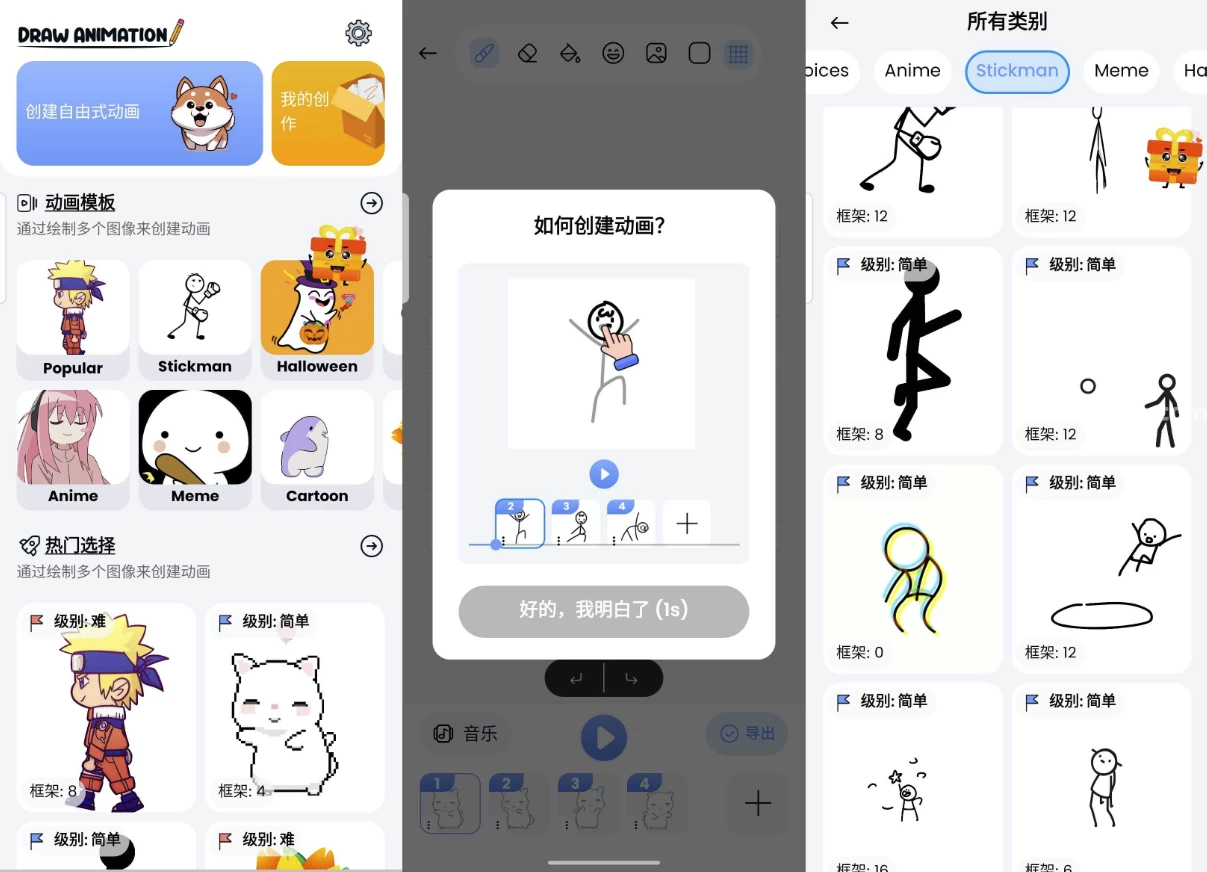 DRAW ANIMATION
创建自由式动画
我的创
作
动画模板
通过绘制多个图像来创建动画
Popular
Stickman
Halloween
Anime
Meme
Cartoon
热门选择
通过绘制多个图像来创建动画
级别: 难
级别: 简单
框架: 8
框架: 4
级别: 简单
级别: 难
如何创建动画?
2
3
4
好的，我明白了 (1s)
音乐
导出
1
2
3
4
所有类别
oices
Anime
Stickman
Meme
Ha
框架: 12
框架: 12
级别: 简单
级别: 简单
框架: 8
框架: 12
级别: 简单
级别: 简单
框架: 0
框架: 12
级别: 简单
级别: 简单
框架: 16
框架: 6